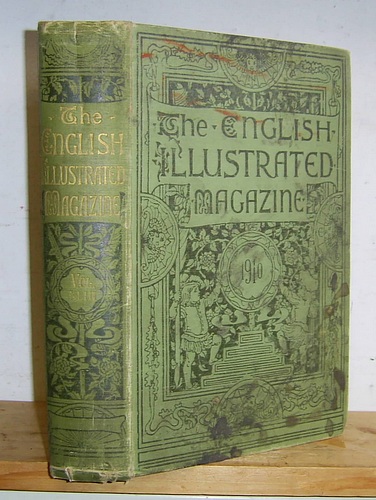 The
ENGLISH
ILLUSTRATED
MAGAZINE
The · ENGLISH ·
ILLUSTRATED
MAGAZINE
1910